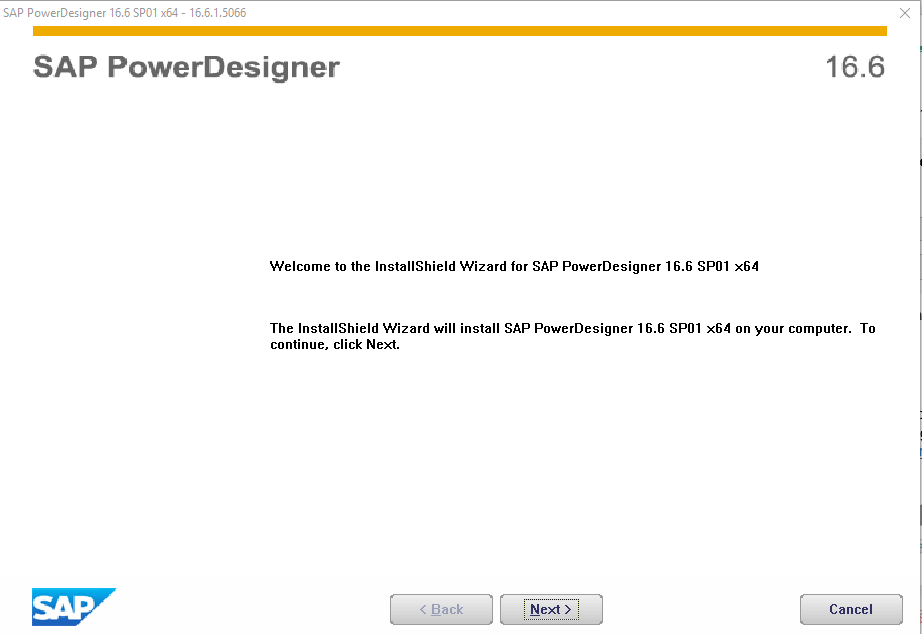 SAP PowerDesigner 16.6 SP01 x64 - 16.6.1.5066
SAP PowerDesigner 16.6
Welcome to the InstallShield Wizard for SAP PowerDesigner 16.6 SP01 x64
The InstallShield Wizard will install SAP PowerDesigner 16.6 SP01 x64 on your computer. To
continue, click Next.
SAP
< Back
Next >
Cancel